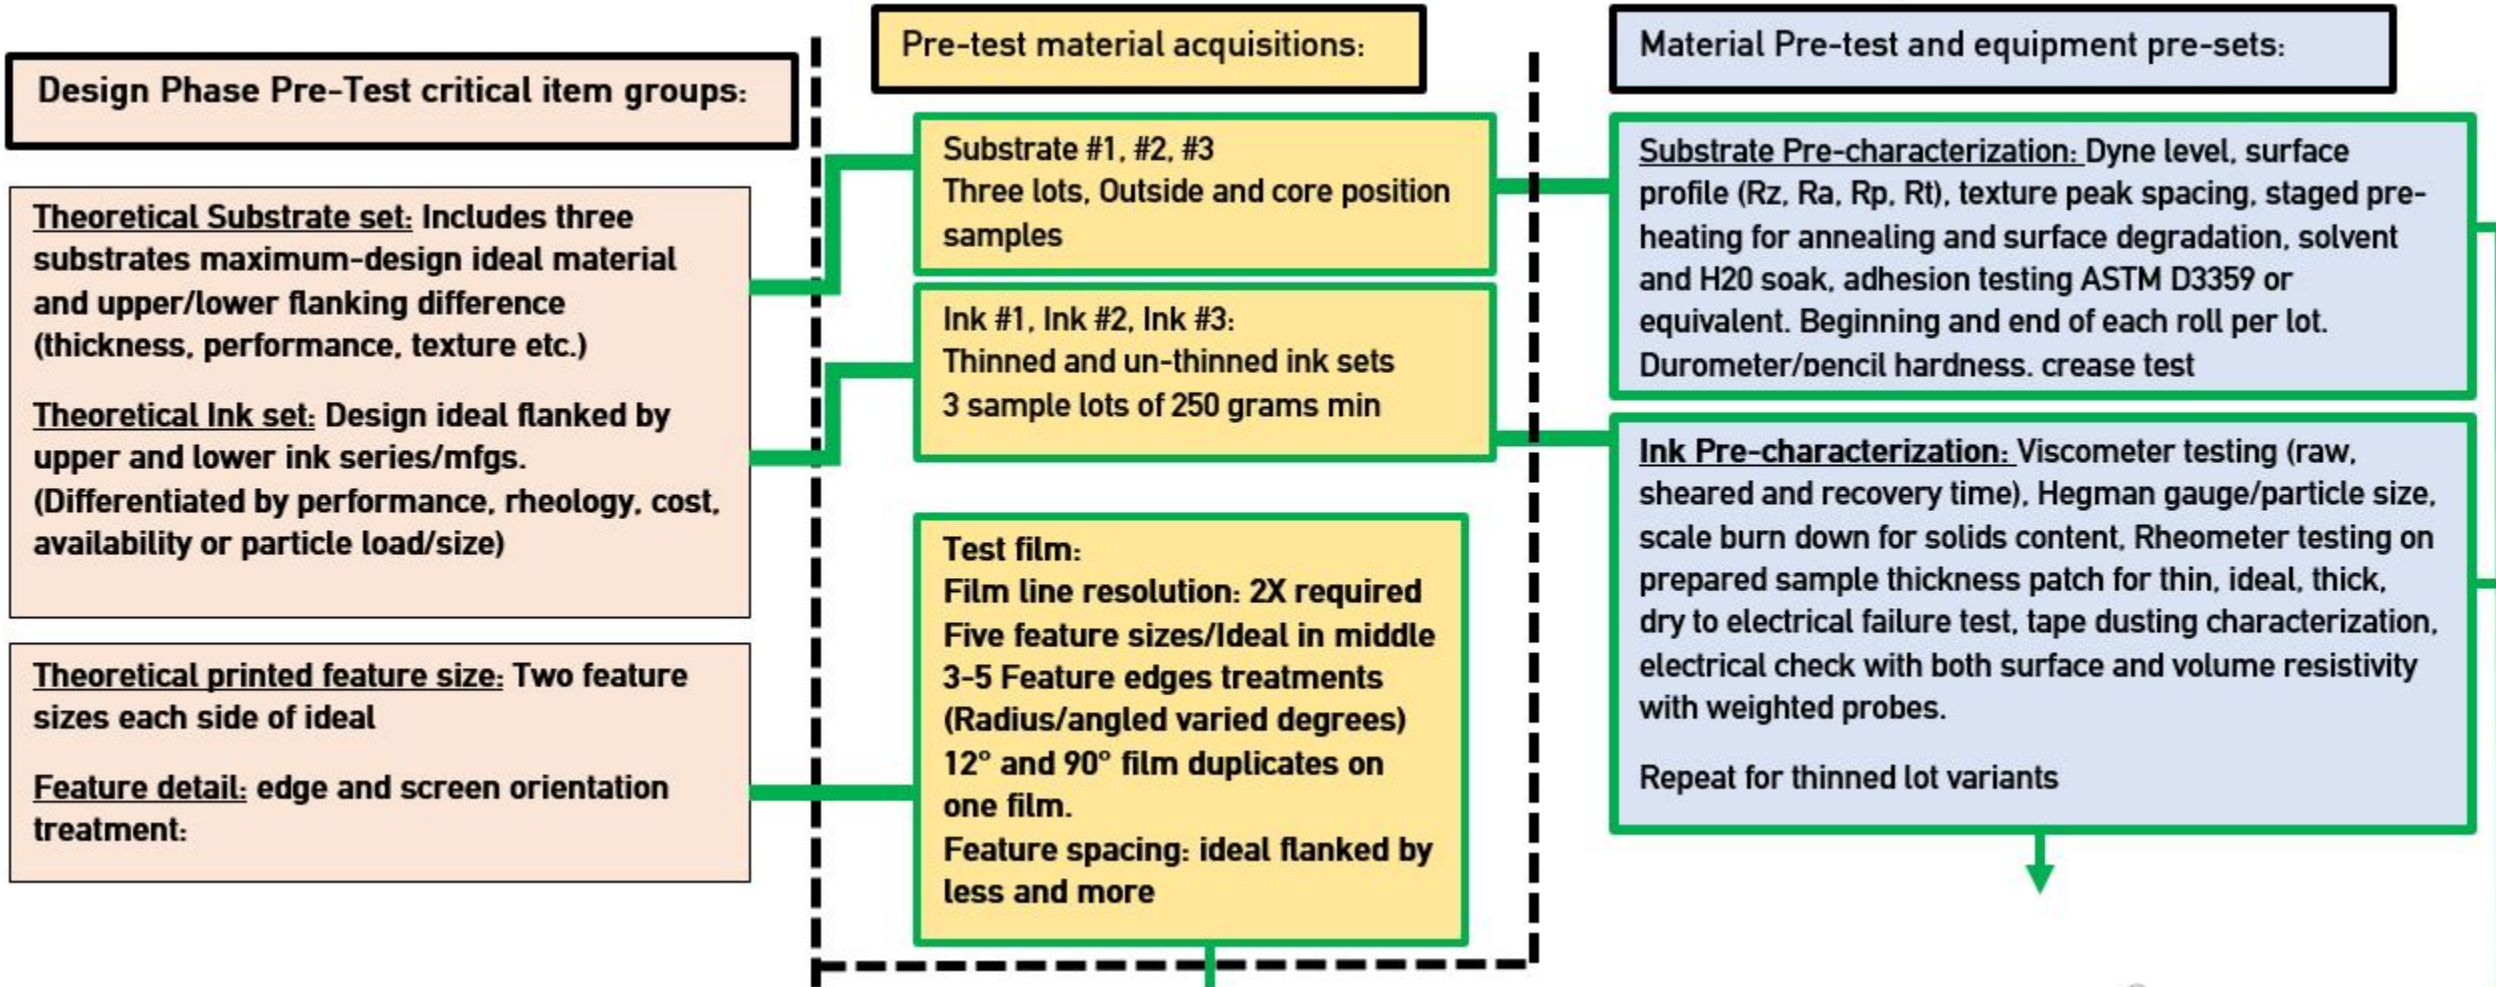 Design Phase Pre-Test critical item groups:
Theoretical Substrate set: Includes three
substrates maximum-design ideal material
and upper/lower flanking difference
(thickness, performance, texture etc.)
Theoretical Ink set: Design ideal flanked by
upper and lower ink series/mfgs.
(Differentiated by performance, rheology, cost,
availability or particle load/size)
Theoretical printed feature size: Two feature
sizes each side of ideal
Feature detail: edge and screen orientation
treatment:
Pre-test material acquisitions:
Substrate #1, #2, #3
Three lots, Outside and core position
samples
Ink #1, Ink #2, Ink #3:
Thinned and un-thinned ink sets
3 sample lots of 250 grams min
Test film:
Film line resolution: 2X required
Five feature sizes/Ideal in middle
3-5 Feature edges treatments
(Radius/angled varied degrees)
12° and 90° film duplicates on
one film.
Feature spacing: ideal flanked by
less and more
Material Pre-test and equipment pre-sets:
Substrate Pre-characterization: Dyne level, surface
profile (Rz, Ra, Rp, Rt), texture peak spacing, staged pre-
heating for annealing and surface degradation, solvent
and H20 soak, adhesion testing ASTM D3359 or
equivalent. Beginning and end of each roll per lot.
Durometer/pencil hardness. crease test
Ink Pre-characterization: Viscometer testing (raw,
sheared and recovery time), Hegman gauge/particle size,
scale burn down for solids content, Rheometer testing on
prepared sample thickness patch for thin, ideal, thick,
dry to electrical failure test, tape dusting characterization,
electrical check with both surface and volume resistivity
with weighted probes.
Repeat for thinned lot variants